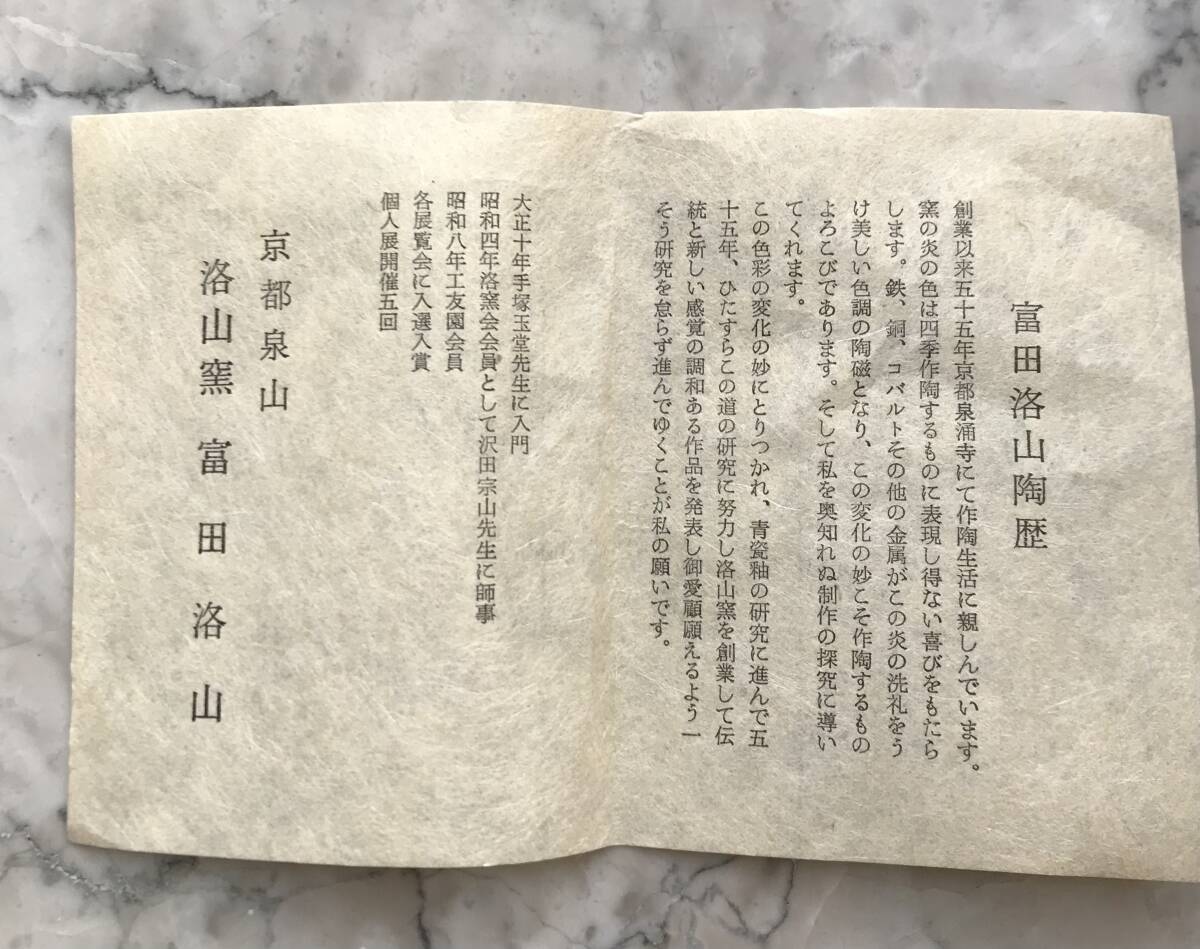 富田洛山陶歴
創業以来五十五年京都泉涌寺にて作陶生活に親しんでいます。
窯の炎の色は四季作陶するものに表現し得ない喜びをもたら
します。鉄、銅、コバルトその他の金属がこの炎の洗礼をう
け美しい色調の陶磁となり、この変化の妙こそ作陶するもの
よろこびであります。そして私を奥知れぬ制作の探究に導い
てくれます。
この色彩の変化の妙にとりつかれ、青瓷釉の研究に進んで五
十五年、ひたすらこの道の研究に努力し洛山窯を創業して伝
統と新しい感覚の調和ある作品を発表し御愛顧願えるよう一
そう研究を怠らず進んでゆくことが私の願いです。
大正十年手塚玉堂先生に入門
昭和四年洛窯会会員として沢田宗山先生に師事
昭和八年工友園会員
各展覧会に入選入賞
個人展開催五回
京都泉山
洛山窯 富田洛山